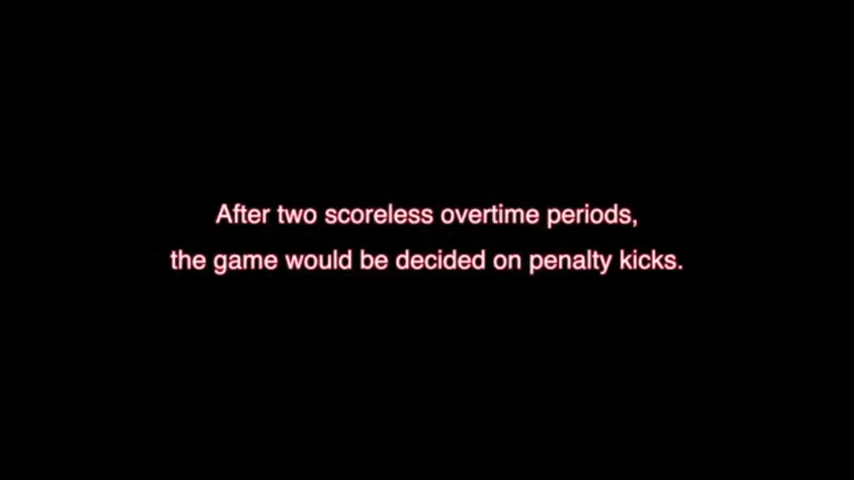 After two scoreless overtime periods,
the game would be decided on penalty kicks.